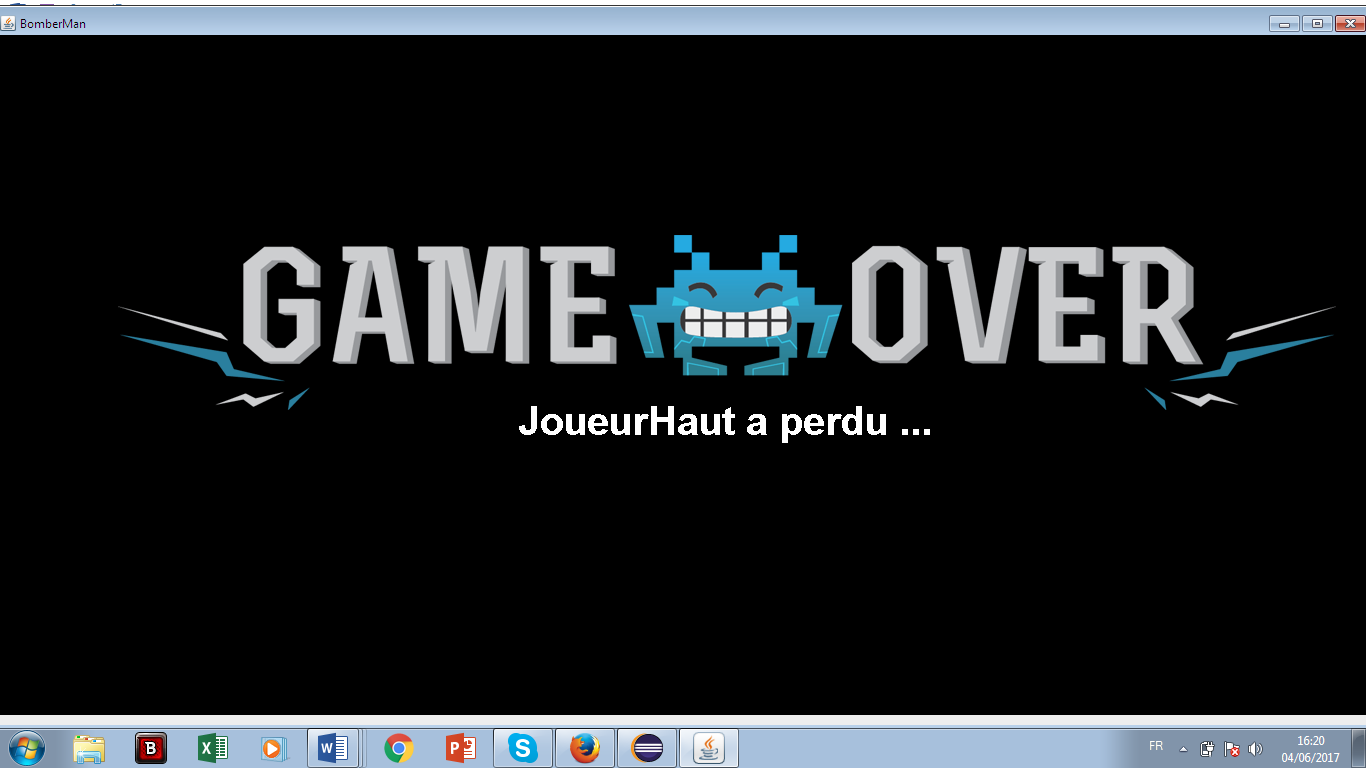 BomberMan
GAME OVER
JoueurHaut a perdu ...
B
X
W
P
S
FR
16:20
04/06/2017